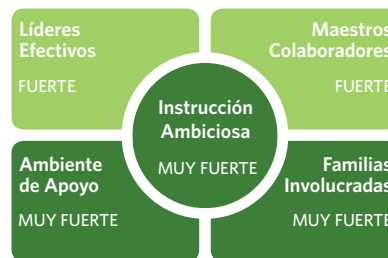 Líderes
Efectivos
FUERTE
Maestros
Colaboradores
FUERTE
Instrucción
Ambiciosa
MUY FUERTE
Ambiente
de Apoyo
MUY FUERTE
Familias
Involucradas
MUY FUERTE